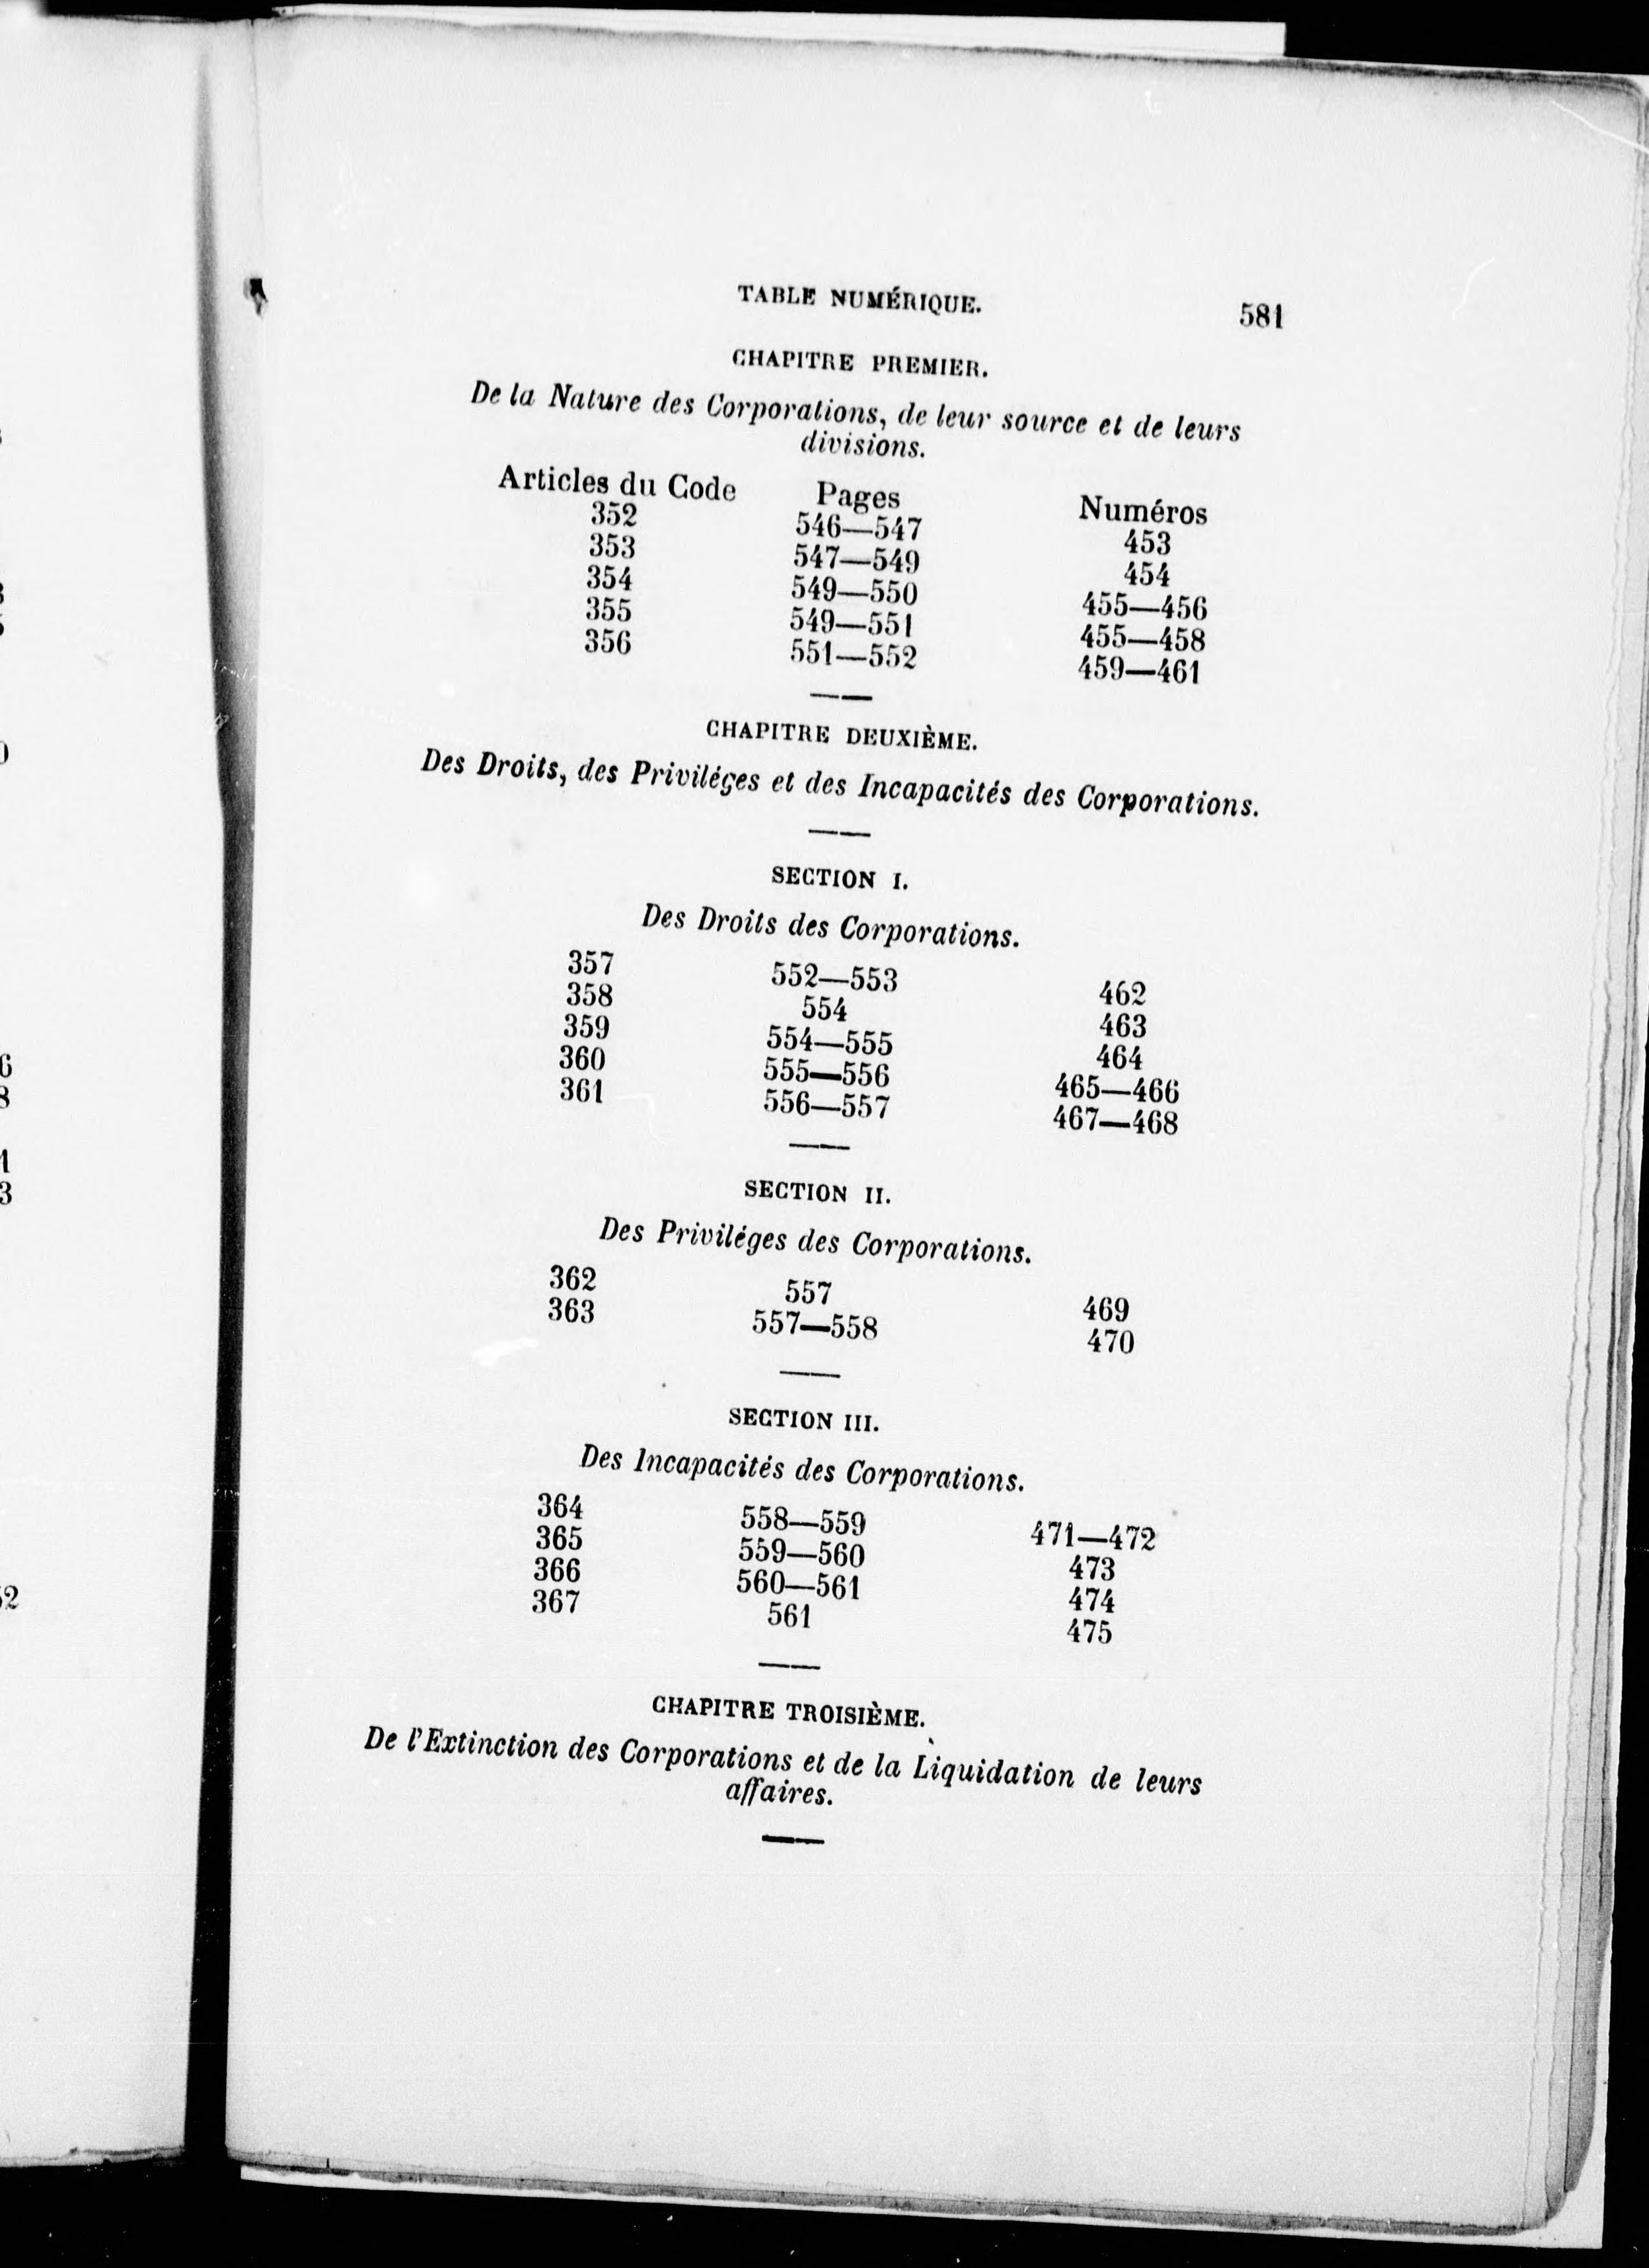 TABLE NUMÉRIQUE. 581
CHAPITRE PREMIER.
De la Nature des Corporations, de leur source et de leurs
divisions.
Articles du Code Pages Numéros
352 546—547 453
353 547—549 454
354 549—550 455—456
355 549—551 455—458
356 551—552 459—461
CHAPITRE DEUXIÈME.
Des Droits, des Priviléges et des Incapacités des Corporations.
SECTION I.
Des Droits des Corporations.
357 552—553 462
358 554 463
359 554—555 464
360 555—556 465—466
361 556—557 467—468
SECTION II.
Des Priviléges des Corporations.
362 557 469
363 557—558 470
SECTION III.
Des Incapacités des Corporations.
364 558—559 471—472
365 559—560 473
366 560—561 474
367 561 475
CHAPITRE TROISIÈME.
De l'Extinction des Corporations et de la Liquidation de leurs
affaires.